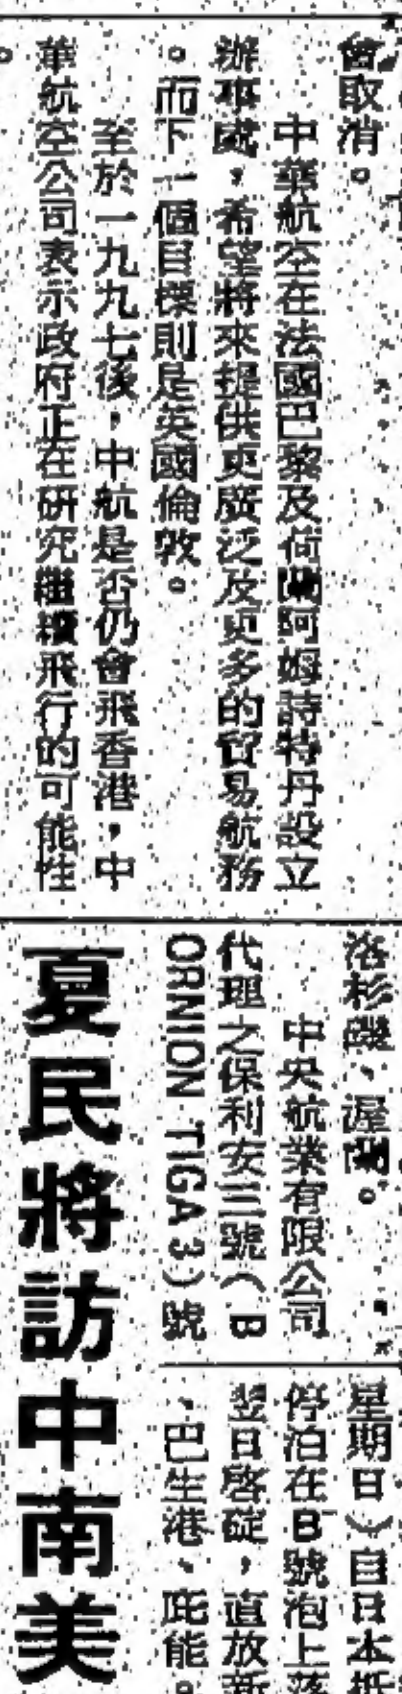 會取消。
中華航空在法國巴黎及荷蘭阿姆詩特丹設立
辦事處，希望將來提供更廣泛及更多的貿易航務
。而下一個目標則是英國倫敦。
至於一九九七後，中航是否仍會飛香港，中
華航空公司表示政府正在研究繼續飛行的可能性
。
洛杉磯、渥蘭。
中央航業有限公司
代理之保利安三號（B
ORNION TIGA 3）號
星期日）自日本抵
停泊在B號泡上落
翌日啓碇，直放新
、巴生港、庇能。
夏民將訪中南美